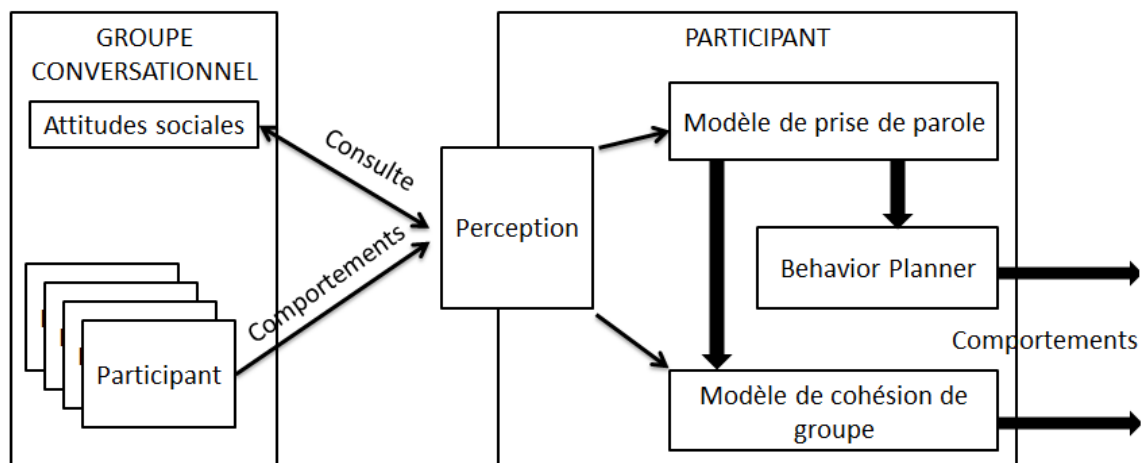 GROUPE
CONVERSATIONNEL
Attitudes sociales
Participant
Consulte
Comportements
PARTICIPANT
Perception
Modèle de prise de parole
Behavior Planner
Comportements
Modèle de cohésion de
groupe